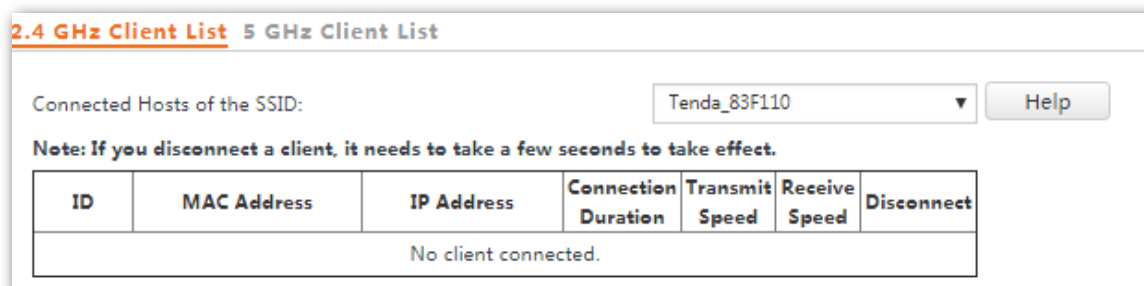 2.4 GHz Client List 5 GHz Client List
Connected Hosts of the SSID: Tenda_83F110 ▼ Help
Note: If you disconnect a client, it needs to take a few seconds to take effect.
ID MAC Address IP Address Connection Duration Transmit Speed Receive Speed Disconnect
No client connected.